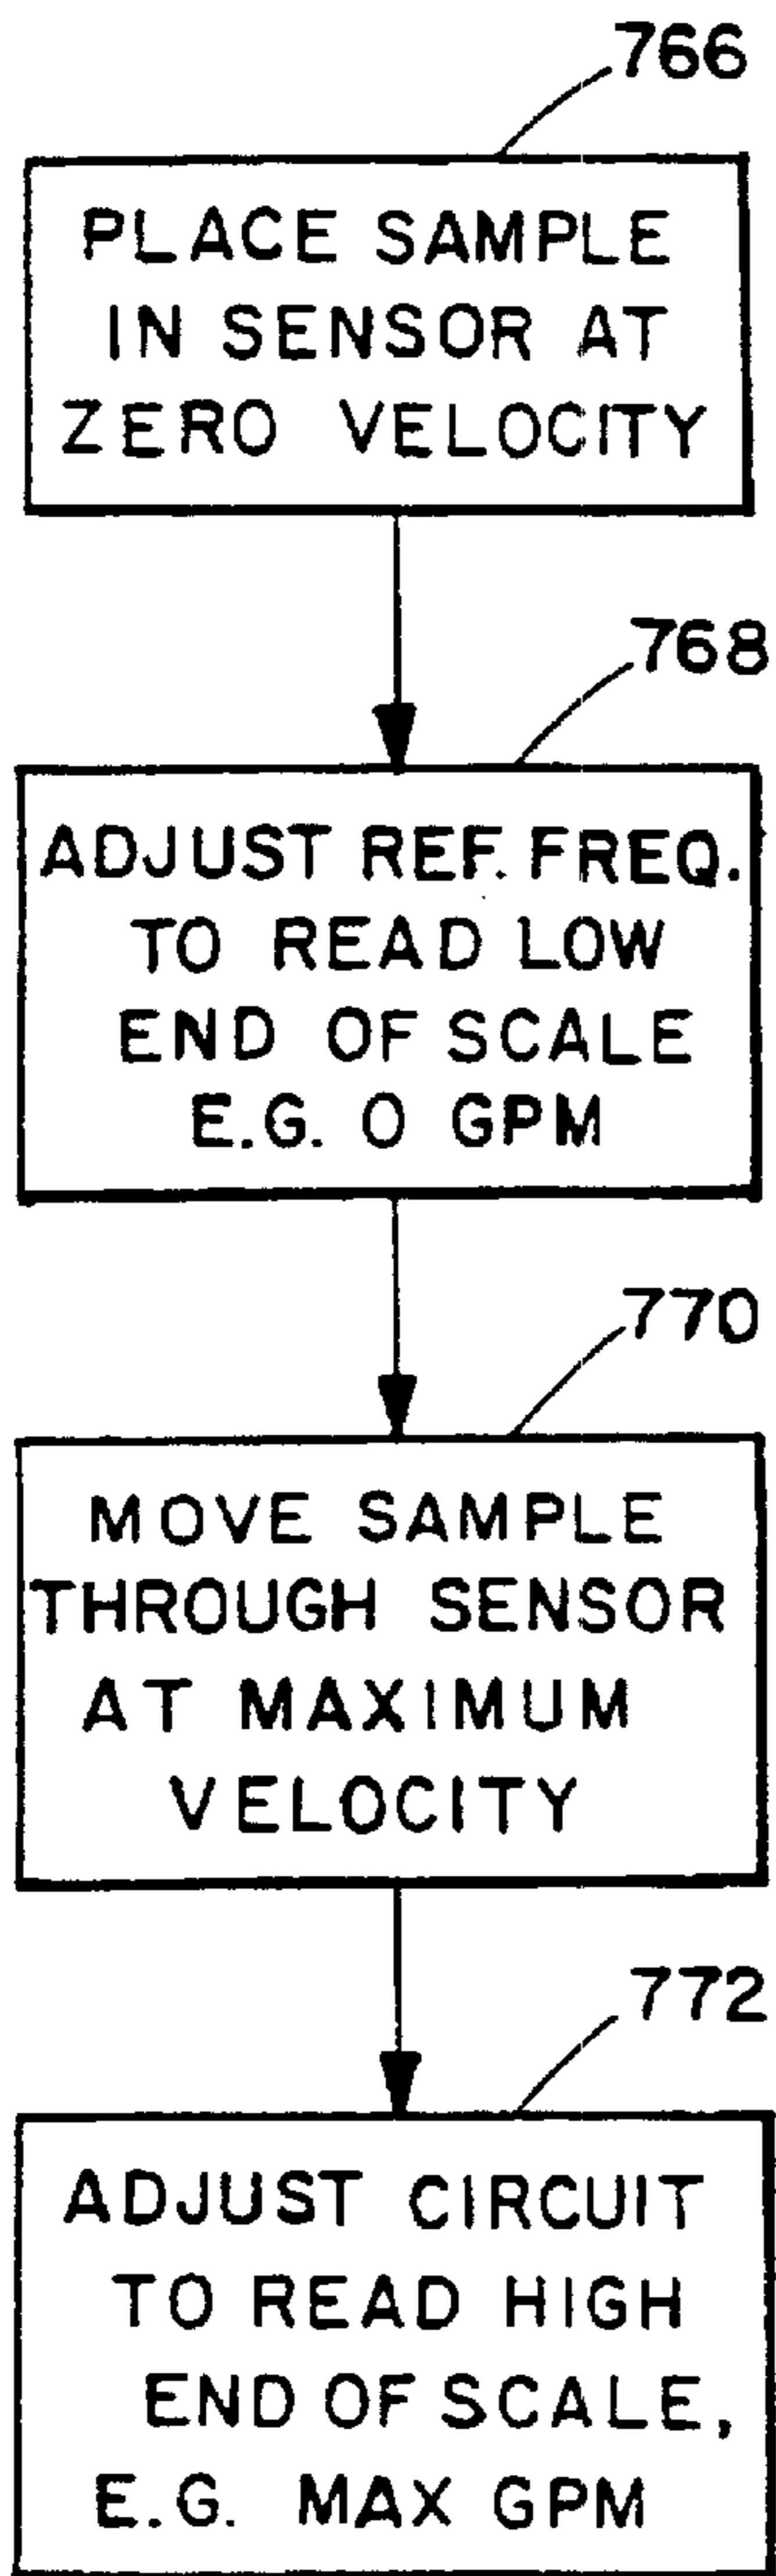 766
PLACE SAMPLE
IN SENSOR AT
ZERO VELOCITY
768
ADJUST REF. FREQ.
TO READ LOW
END OF SCALE
E.G. O GPM
770
MOVE SAMPLE
THROUGH SENSOR
AT MAXIMUM
VELOCITY
772
ADJUST CIRCUIT
TO READ HIGH
END OF SCALE,
E.G. MAX GPM